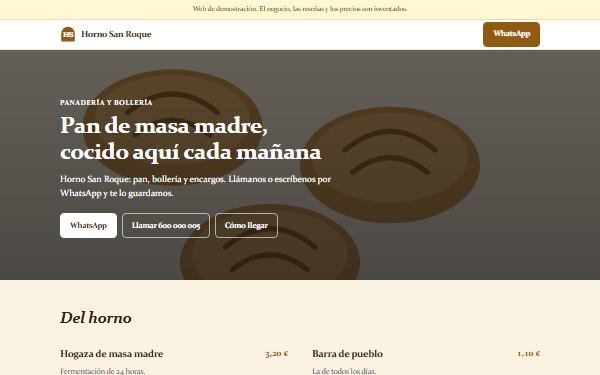 Web de demostración. El negocio, las reseñas y los precios son inventados.
HS Horno San Roque
WhatsApp
PANADERÍA Y BOLLERÍA
Pan de masa madre,
cocido aquí cada mañana
Horno San Roque: pan, bollería y encargos. Llámanos o escríbenos por
WhatsApp y te lo guardamos.
WhatsApp Llamar 600 000 005 Cómo llegar
Del horno
Hogaza de masa madre 3,20 €
Fermentación de 24 horas.
Barra de pueblo 1,10 €
La de todos los días.